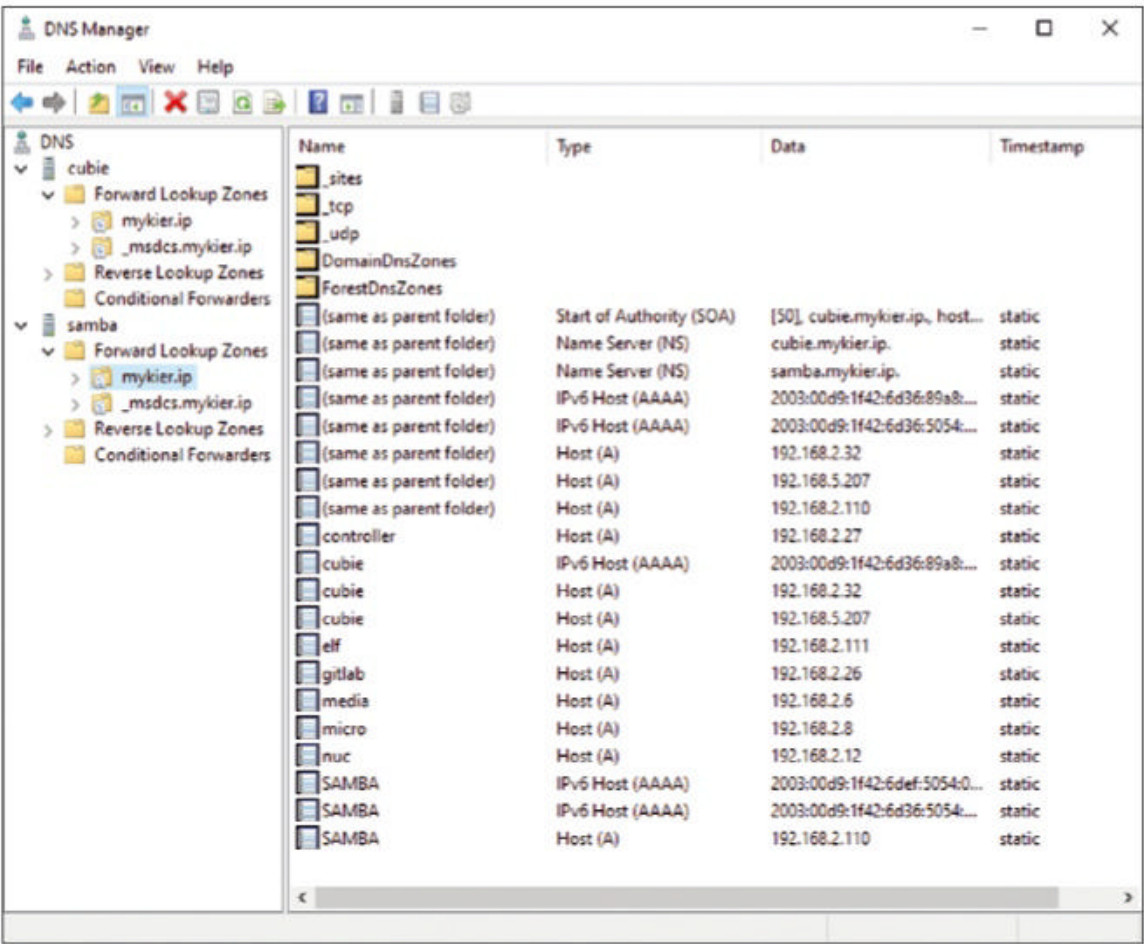 DNS Manager
File Action View Help
DNS
cubie
Forward Lookup Zones
mykier.ip
_msdcs.mykier.ip
Reverse Lookup Zones
Conditional Forwarders
samba
Forward Lookup Zones
mykier.ip
_msdcs.mykier.ip
Reverse Lookup Zones
Conditional Forwarders
Name Type Data Timestamp
_sites
_tcp
_udp
DomainDnsZones
ForestDnsZones
(same as parent folder) Start of Authority (SOA) [50], cubie.mykier.ip., host... static
(same as parent folder) Name Server (NS) cubie.mykier.ip. static
(same as parent folder) Name Server (NS) samba.mykier.ip. static
(same as parent folder) IPv6 Host (AAAA) 2003:00d9:1f42:6d36:89a8:... static
(same as parent folder) IPv6 Host (AAAA) 2003:00d9:1f42:6d36:5054:... static
(same as parent folder) Host (A) 192.168.2.32 static
(same as parent folder) Host (A) 192.168.5.207 static
(same as parent folder) Host (A) 192.168.2.110 static
controller Host (A) 192.168.2.27 static
cubie IPv6 Host (AAAA) 2003:00d9:1f42:6d36:89a8:... static
cubie Host (A) 192.168.2.32 static
cubie Host (A) 192.168.5.207 static
elf Host (A) 192.168.2.111 static
gitlab Host (A) 192.168.2.26 static
media Host (A) 192.168.2.6 static
micro Host (A) 192.168.2.8 static
nuc Host (A) 192.168.2.12 static
SAMBA IPv6 Host (AAAA) 2003:00d9:1f42:6def:5054:0... static
SAMBA IPv6 Host (AAAA) 2003:00d9:1f42:6d36:5054:... static
SAMBA Host (A) 192.168.2.110 static